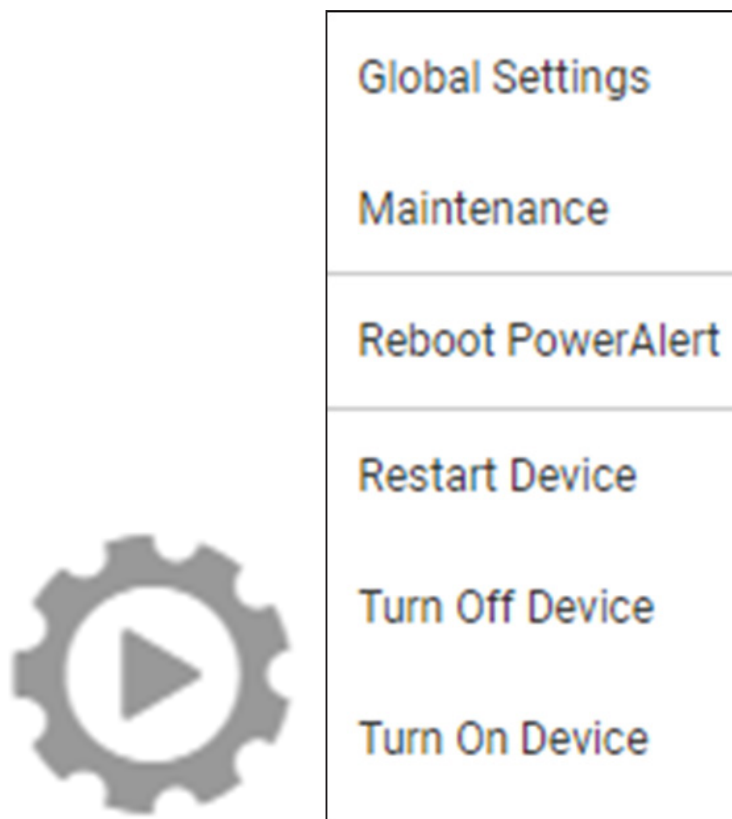 Global Settings
Maintenance
Reboot PowerAlert
Restart Device
Turn Off Device
Turn On Device